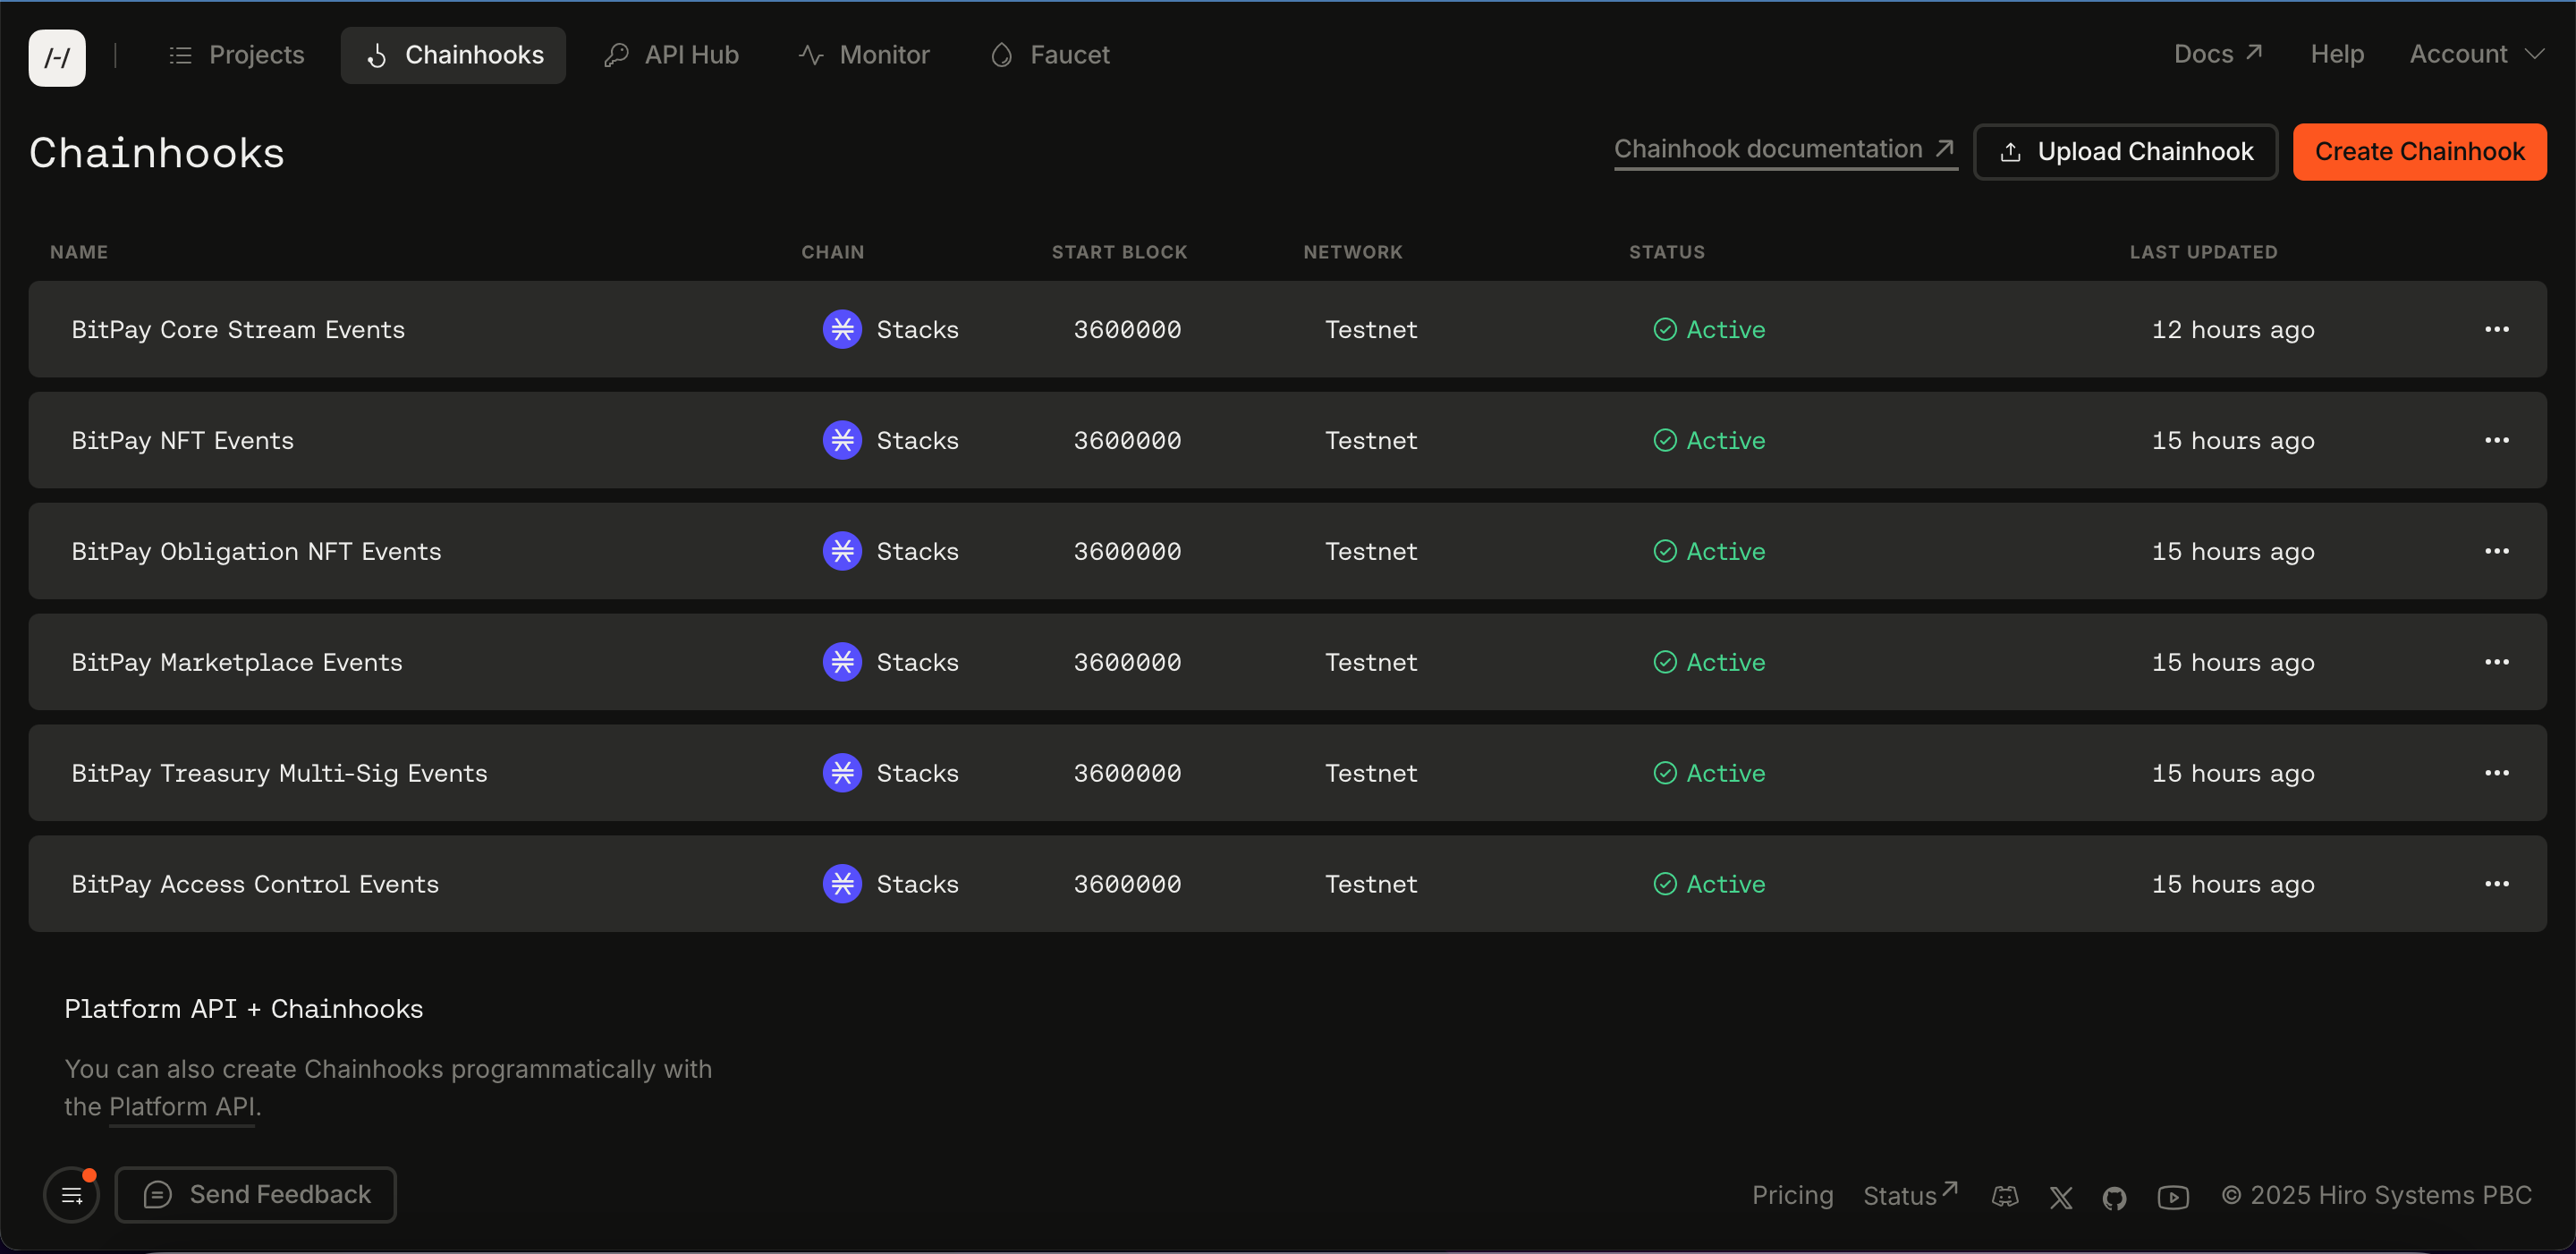 /-/
Projects
Chainhooks
API Hub
Monitor
Faucet
Docs
Help
Account
Chainhooks
Chainhook documentation
Upload Chainhook
Create Chainhook
NAME CHAIN START BLOCK NETWORK STATUS LAST UPDATED
BitPay Core Stream Events Stacks 3600000 Testnet Active 12 hours ago
BitPay NFT Events Stacks 3600000 Testnet Active 15 hours ago
BitPay Obligation NFT Events Stacks 3600000 Testnet Active 15 hours ago
BitPay Marketplace Events Stacks 3600000 Testnet Active 15 hours ago
BitPay Treasury Multi-Sig Events Stacks 3600000 Testnet Active 15 hours ago
BitPay Access Control Events Stacks 3600000 Testnet Active 15 hours ago
Platform API + Chainhooks
You can also create Chainhooks programmatically with
the Platform API.
Send Feedback
Pricing
Status
© 2025 Hiro Systems PBC